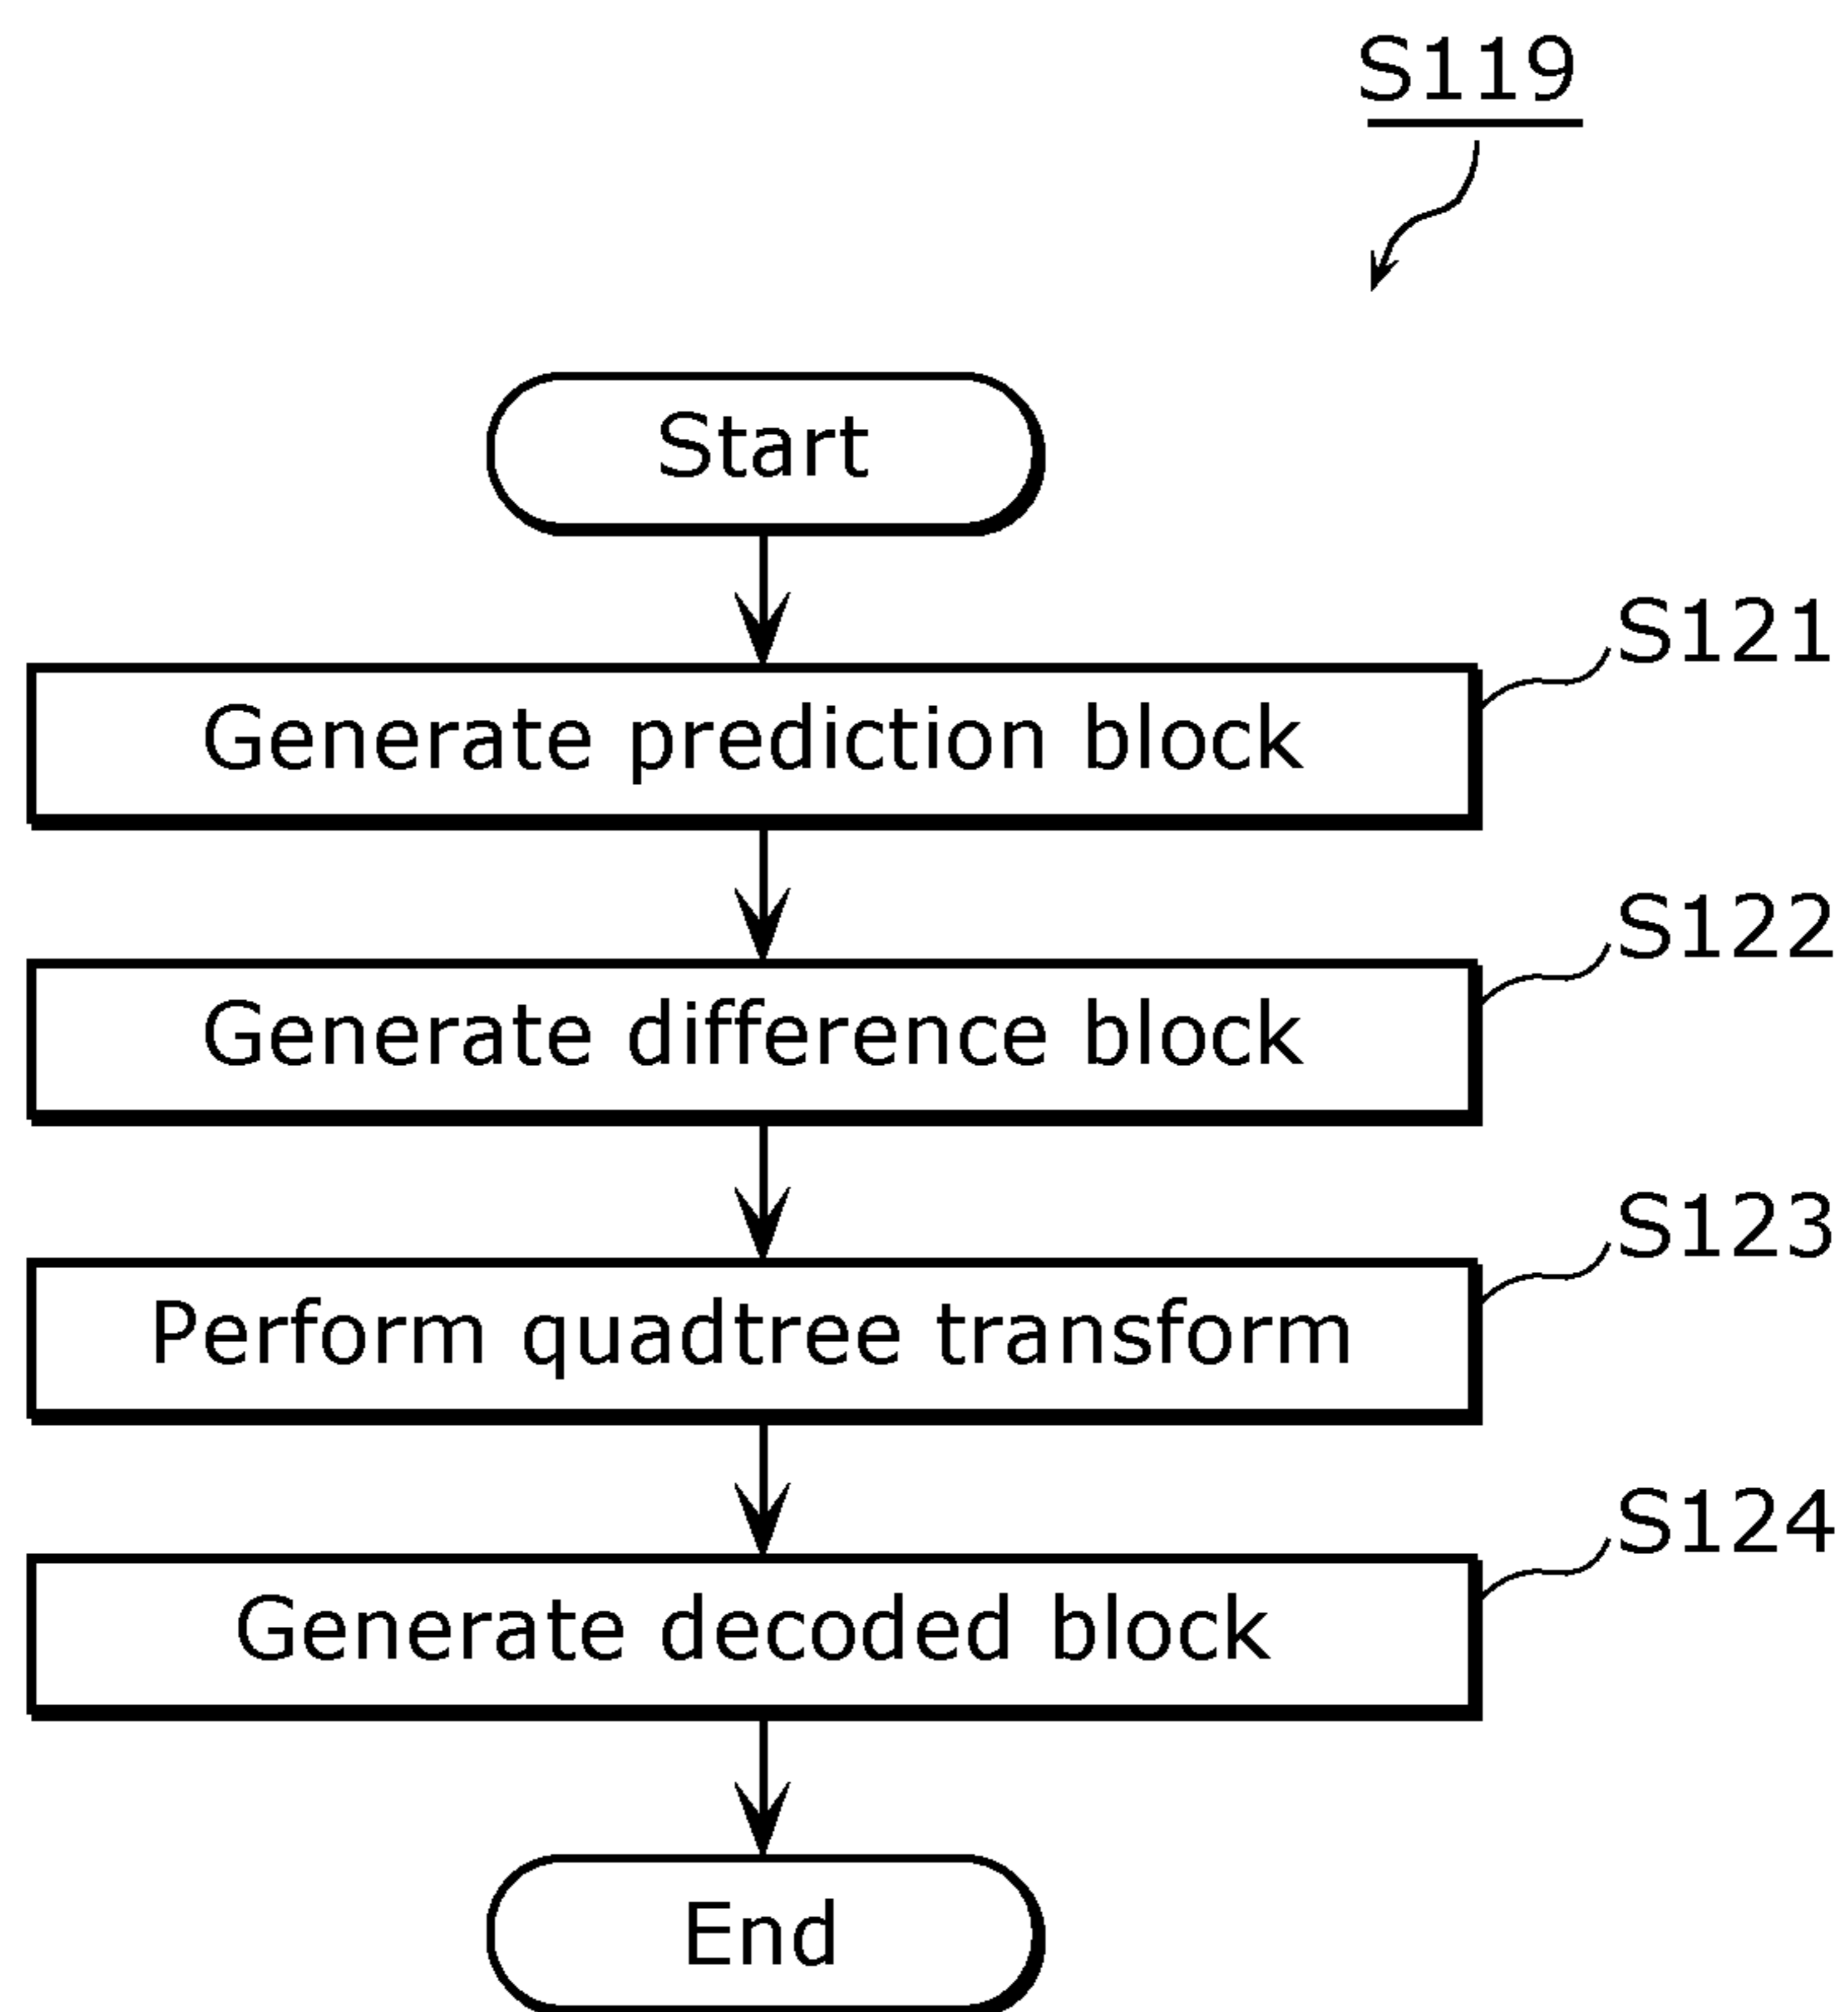 S119
Start
S121
Generate prediction block
S122
Generate difference block
S123
Perform quadtree transform
S124
Generate decoded block
End